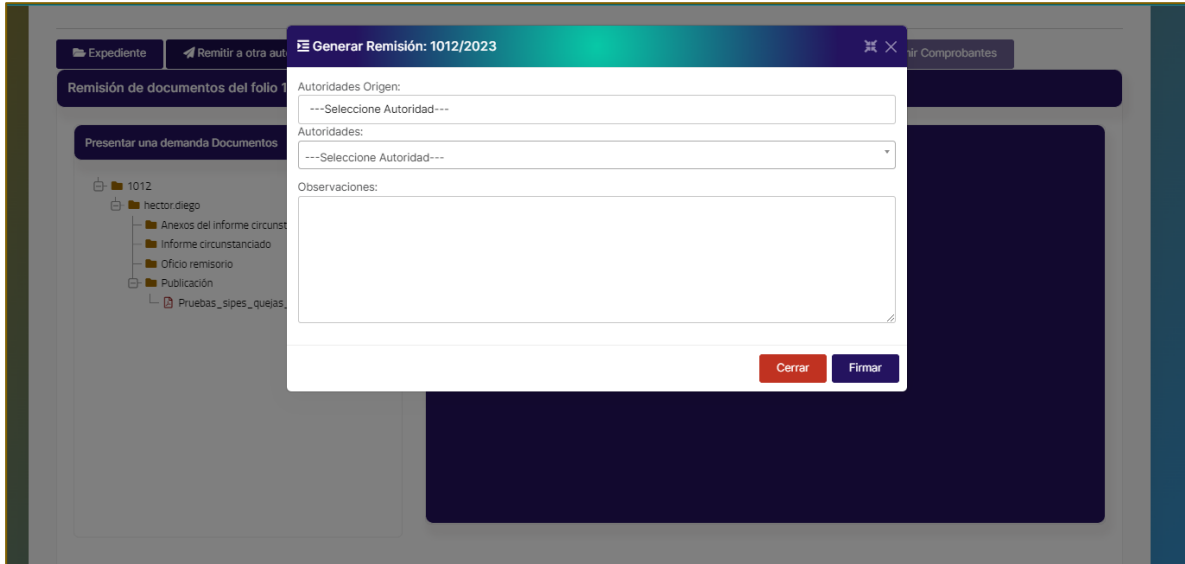 Expediente
Remitir a otra aut
Generar Remisión: 1012/2023
ir Comprobantes
Remisión de documentos del folio 1
Autoridades Origen:
---Seleccione Autoridad---
Autoridades:
---Seleccione Autoridad---
Presentar una demanda Documentos
Observaciones:
1012
hector.diego
Anexos del informe circunst
Informe circunstanciado
Oficio remisorio
Publicación
Pruebas_sipes_quejas_
Cerrar
Firmar